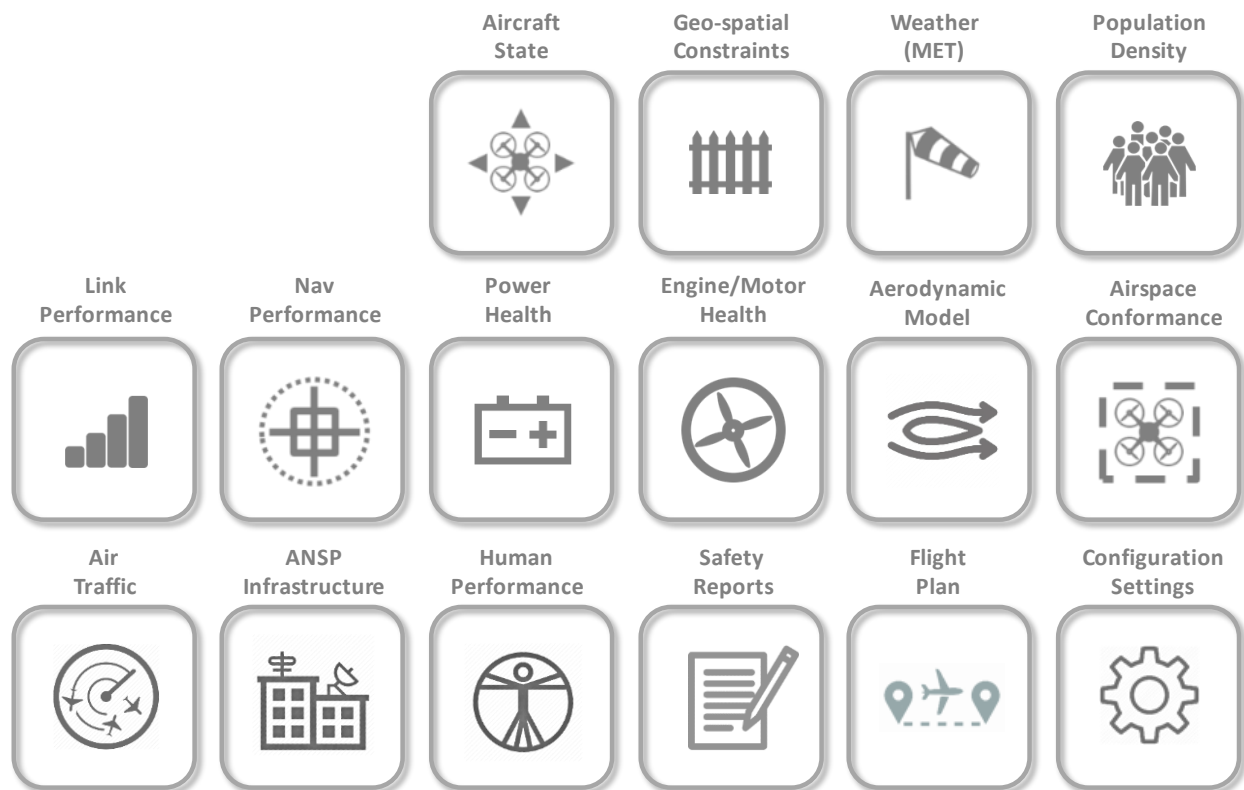 Aircraft
State
Geo-spatial
Constraints
Weather
(MET)
Population
Density
Link
Performance
Nav
Performance
Power
Health
Engine/Motor
Health
Aerodynamic
Model
Airspace
Conformance
Air
Traffic
ANSP
Infrastructure
Human
Performance
Safety
Reports
Flight
Plan
Configuration
Settings